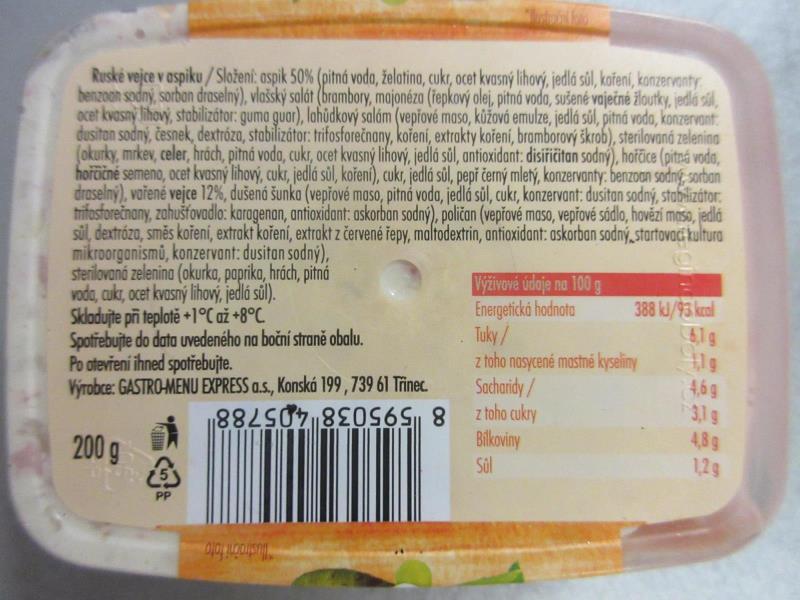 *ilustrační foto
Ruské vejce v aspiku / Složení: aspik 50% (pitná voda, želatina, cukr, ocet kvasný lihový, jedlá sůl, koření, konzervanty:
benzoan sodný, sorban draselný), vlašský salát (brambory, majonéza (řepkový olej, pitná voda, sušené vaječné žloutky, jedlá sůl,
ocet kvasný lihový, stabilizátor: guma guar), lahůdkový salám (vepřové maso, kůžová emulze, jedlá sůl, pitná voda, konzervant:
dusitan sodný, česnek, dextróza, stabilizátor: trifosforečnany, koření, extrakty koření, bramborový škrob), sterilovaná zelenina
(okurky, mrkev, celer, hrách, pitná voda, cukr, ocet kvasný lihový, jedlá sůl, antioxidant: disiřičitan sodný), hořčice (pitná voda,
hořčičné semeno, ocet kvasný lihový, cukr, jedlá sůl, koření), cukr, jedlá sůl, pepř černý mletý, konzervanty: benzoan sodný, sorban
draselný), vařené vejce 12%, dušená šunka (vepřové maso, pitná voda, jedlá sůl, cukr, konzervant: dusitan sodný, stabilizátor:
trifosforečnany, zahušťovadlo: karagenan, antioxidant: askorban sodný), poličan (vepřové maso, vepřové sádlo, hovězí maso, jedlá
sůl, dextróza, směs koření, extrakt koření, extrakt z červené řepy, maltodextrin, antioxidant: askorban sodný, startovací kultura
mikroorganismů, konzervant: dusitan sodný),
sterilovaná zelenina (okurka, paprika, hrách, pitná
voda, cukr, ocet kvasný lihový, jedlá sůl).
Skladujte při teplotě +1°C až +8°C.
Spotřebujte do data uvedeného na boční straně obalu.
Po otevření ihned spotřebujte.
Výrobce: GASTRO-MENU EXPRESS a.s., Konská 199 , 739 61 Třinec.
Výživové údaje na 100 g
Energetická hodnota 388 kJ/93 kcal
Tuky / 6,1 g
z toho nasycené mastné kyseliny 1,1 g
Sacharidy / 4,6 g
z toho cukry 3,1 g
Bílkoviny 4,8 g
Sůl 1,2 g
200 g
5
PP
8 595038 405788
*ilustrační foto